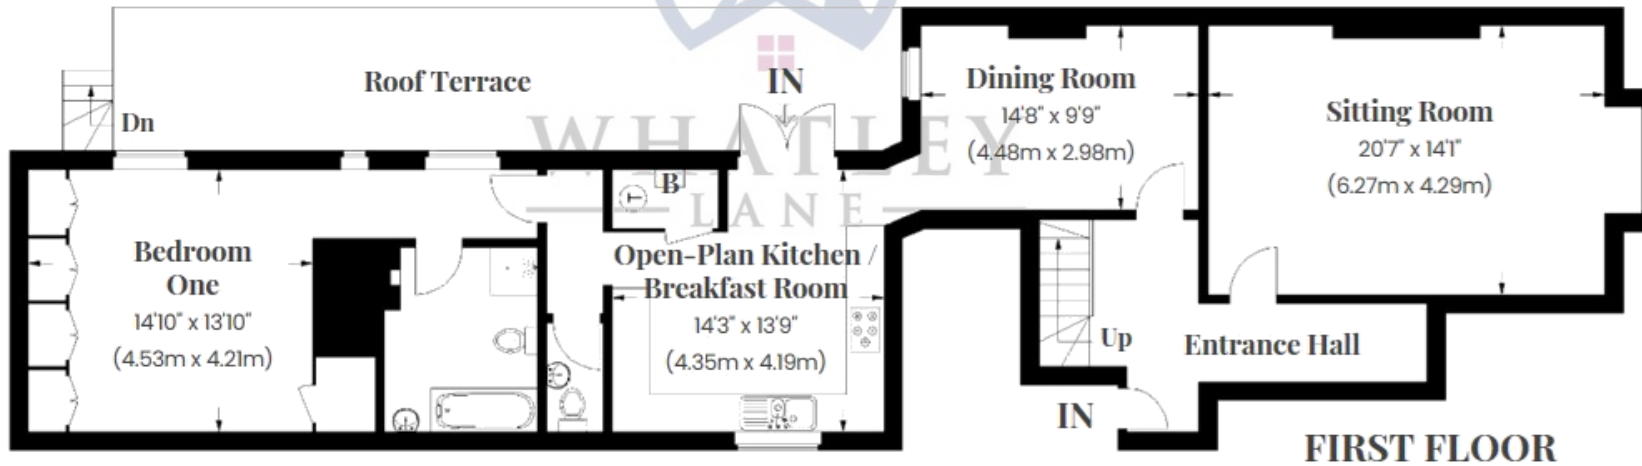 Roof Terrace
IN
Dn
WHATLEY
LANE
Dining Room
14'8" x 9'9"
(4.48m x 2.98m)
Sitting Room
20'7" x 14'1"
(6.27m x 4.29m)
B
T
Bedroom
One
14'10" x 13'10"
(4.53m x 4.21m)
Open-Plan Kitchen /
Breakfast Room
14'3" x 13'9"
(4.35m x 4.19m)
Up
Entrance Hall
IN
FIRST FLOOR